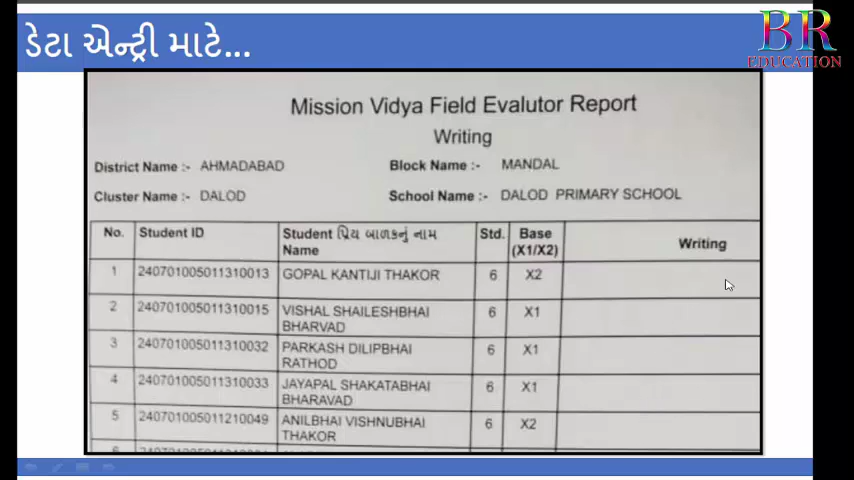 ડેટા એન્ટ્રી માટે...
BR
EDUCATION
Mission Vidya Field Evalutor Report
Writing
District Name :- AHMADABAD Block Name :- MANDAL
Cluster Name :- DALOD School Name :- DALOD PRIMARY SCHOOL
No. Student ID Student પ્રિય બાળકનું નામ Name Std. Base (X1/X2) Writing
1 240701005011310013 GOPAL KANTIJI THAKOR 6 X2
2 240701005011310015 VISHAL SHAILESHBHAI BHARVAD 6 X1
3 240701005011310032 PARKASH DILIPBHAI RATHOD 6 X1
4 240701005011310033 JAYAPAL SHAKATABHAI BHARAVAD 6 X1
5 240701005011210049 ANILBHAI VISHNUBHAI THAKOR 6 X2